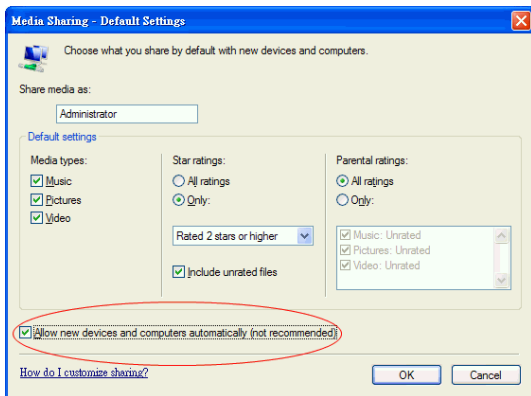 Media Sharing - Default Settings
Choose what you share by default with new devices and computers.
Share media as:
Administrator
Default settings
Media types:
Music
Pictures
Video
Star ratings:
All ratings
Only:
Rated 2 stars or higher
Include unrated files
Parental ratings:
All ratings
Only:
Music: Unrated
Pictures: Unrated
Video: Unrated
Allow new devices and computers automatically (not recommended)
How do I customize sharing?
OK
Cancel